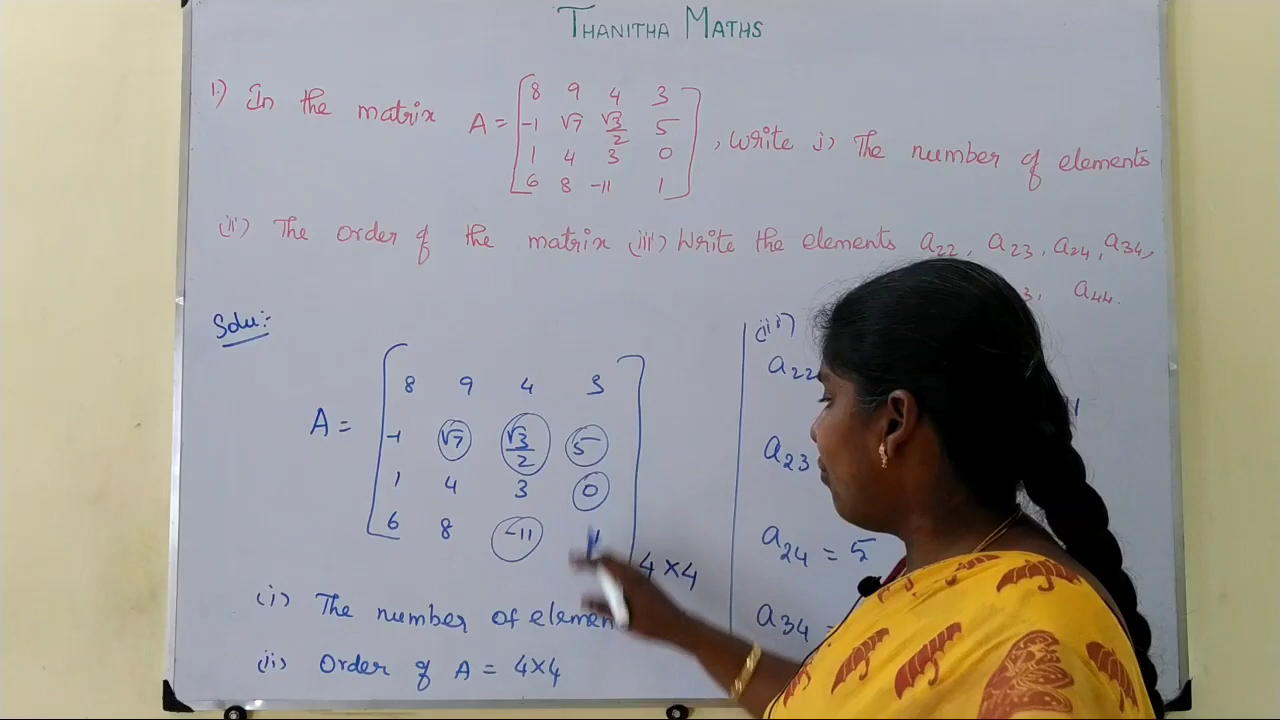 THANITHA MATHS
1.) In the matrix A = [8 9 4 3
-1 √7 √3/2 5
1 4 3 0
6 8 -11 1], Write i) The number of elements
(ii) The order of the matrix (iii) Write the elements a22, a23, a24, a34,
3, a44.
Solu:-
A = [8 9 4 3
-1 √7 √3/2 5
1 4 3 0
6 8 -11 1] 4×4
(i) The number of elemen
(ii) Order of A = 4×4
(iii)
a22
1
a23
a24 = 5
a34 =